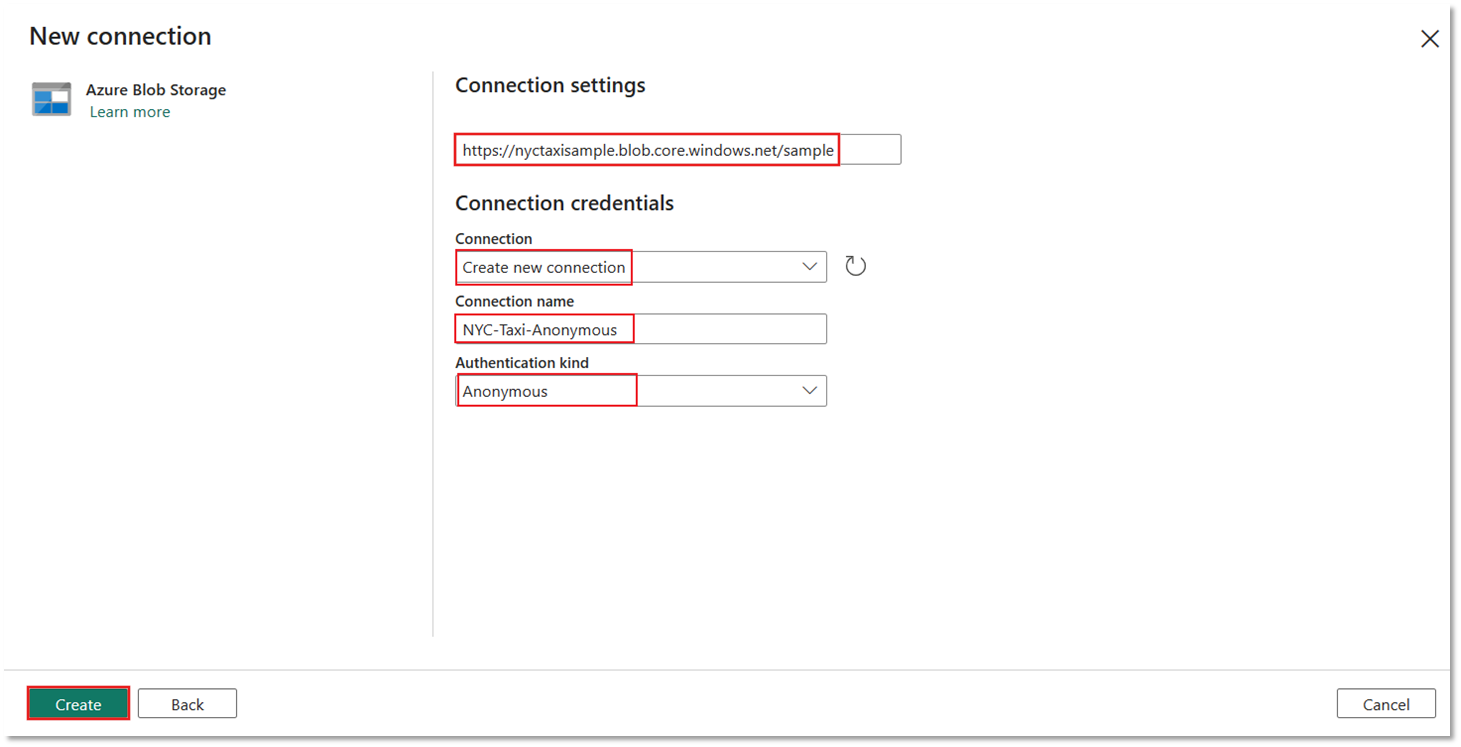 New connection
Azure Blob Storage
Learn more
Connection settings
https://nyctaxisample.blob.core.windows.net/sample
Connection credentials
Connection
Create new connection
Connection name
NYC-Taxi-Anonymous
Authentication kind
Anonymous
Create
Back
Cancel